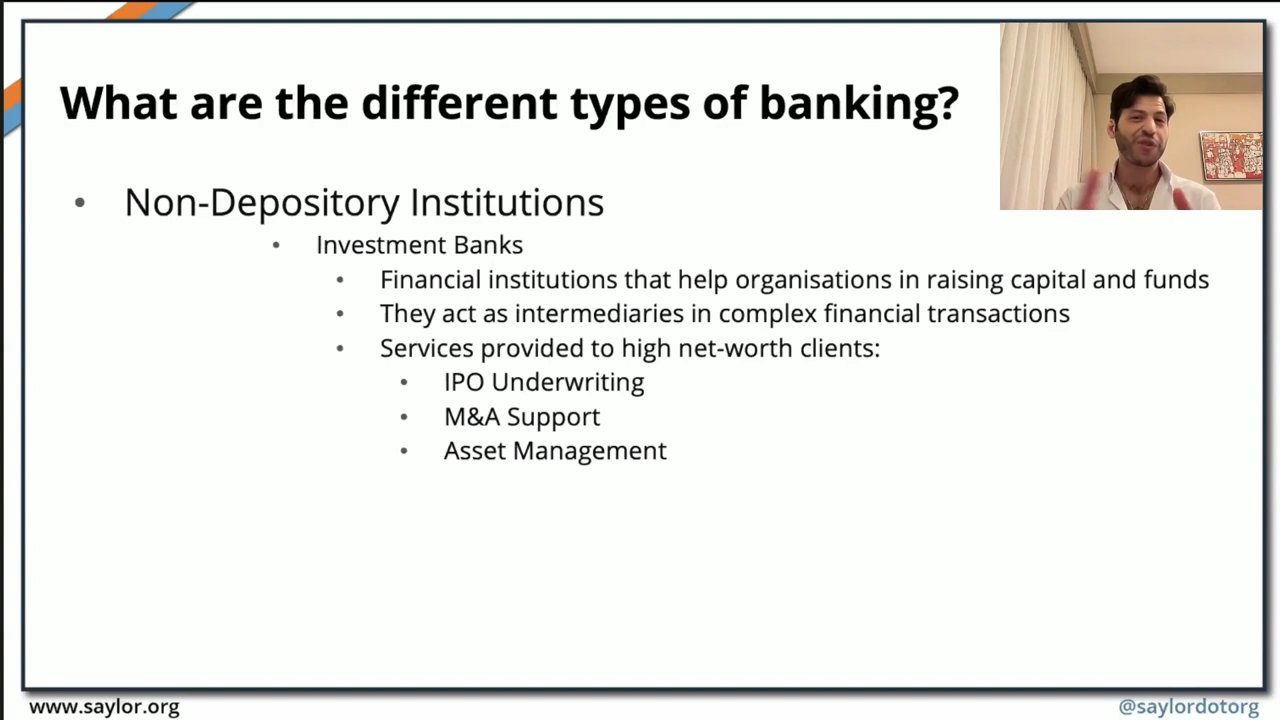 What are the different types of banking?
• Non-Depository Institutions
• Investment Banks
• Financial institutions that help organisations in raising capital and funds
• They act as intermediaries in complex financial transactions
• Services provided to high net-worth clients:
• IPO Underwriting
• M&A Support
• Asset Management
www.saylor.org
@saylordotorg